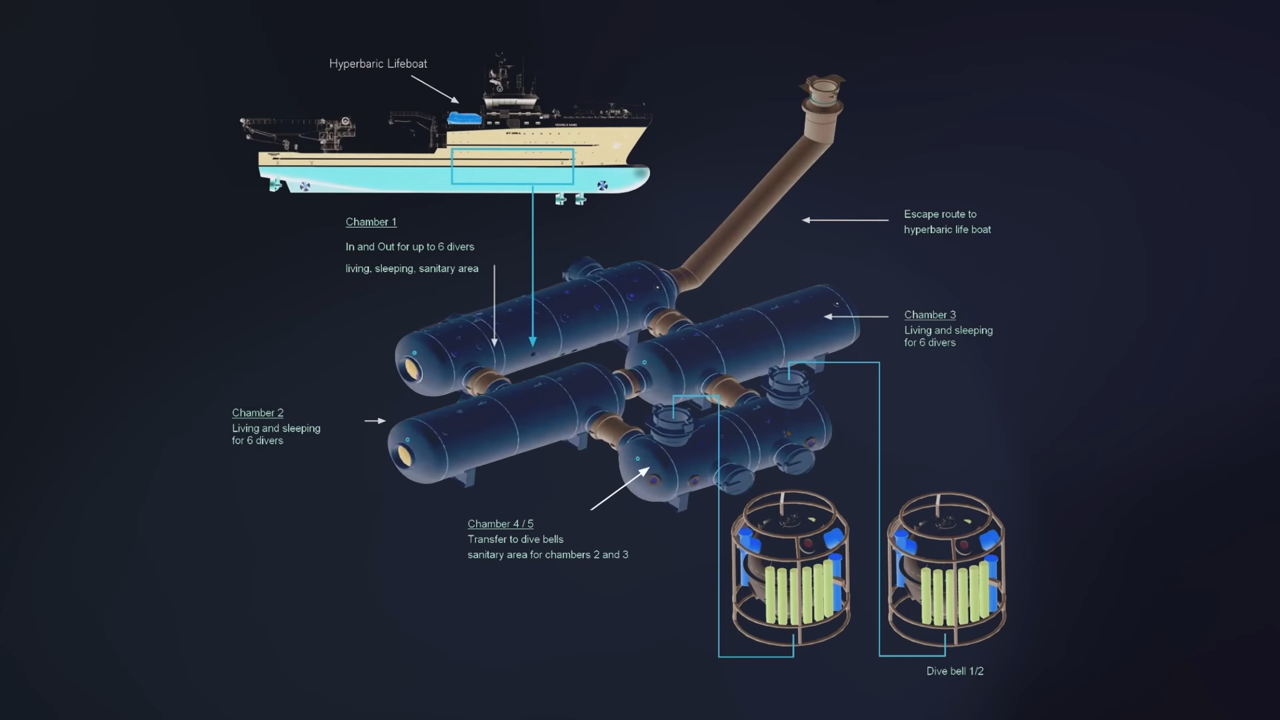 Hyperbaric Lifeboat
Chamber 1
In and Out for up to 6 divers
living, sleeping, sanitary area
Escape route to
hyperbaric life boat
Chamber 3
Living and sleeping
for 6 divers
Chamber 2
Living and sleeping
for 6 divers
Chamber 4 / 5
Transfer to dive bells
sanitary area for chambers 2 and 3
Dive bell 1/2